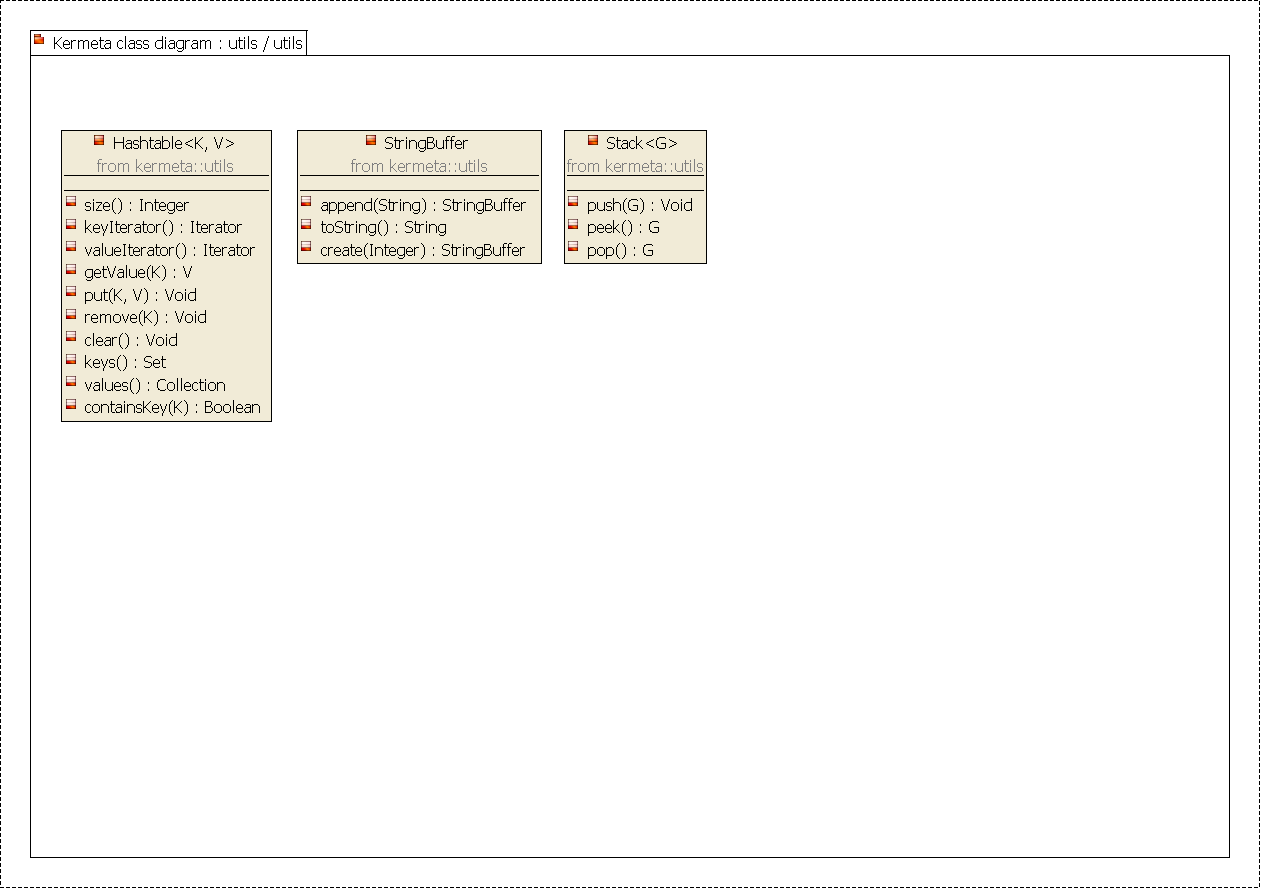 Kermeta class diagram : utils / utils
Hashtable<K, V>
from kermeta::utils
size() : Integer
keyIterator() : Iterator
valueIterator() : Iterator
getValue(K) : V
put(K, V) : Void
remove(K) : Void
clear() : Void
keys() : Set
values() : Collection
containsKey(K) : Boolean
StringBuffer
from kermeta::utils
append(String) : StringBuffer
toString() : String
create(Integer) : StringBuffer
Stack<G>
from kermeta::utils
push(G) : Void
peek() : G
pop() : G